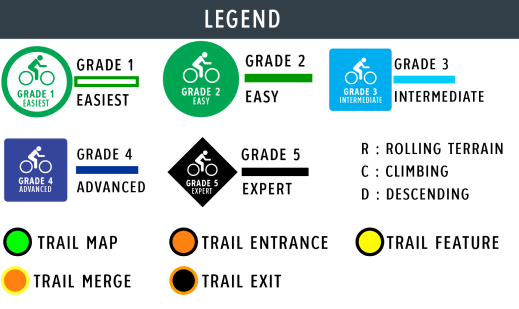 LEGEND
GRADE 1
EASIEST
GRADE 1
EASIEST
GRADE 2
EASY
GRADE 2
EASY
GRADE 3
INTERMEDIATE
GRADE 3
INTERMEDIATE
GRADE 4
ADVANCED
GRADE 4
ADVANCED
GRADE 5
EXPERT
GRADE 5
EXPERT
R : ROLLING TERRAIN
C : CLIMBING
D : DESCENDING
TRAIL MAP
TRAIL ENTRANCE
TRAIL FEATURE
TRAIL MERGE
TRAIL EXIT